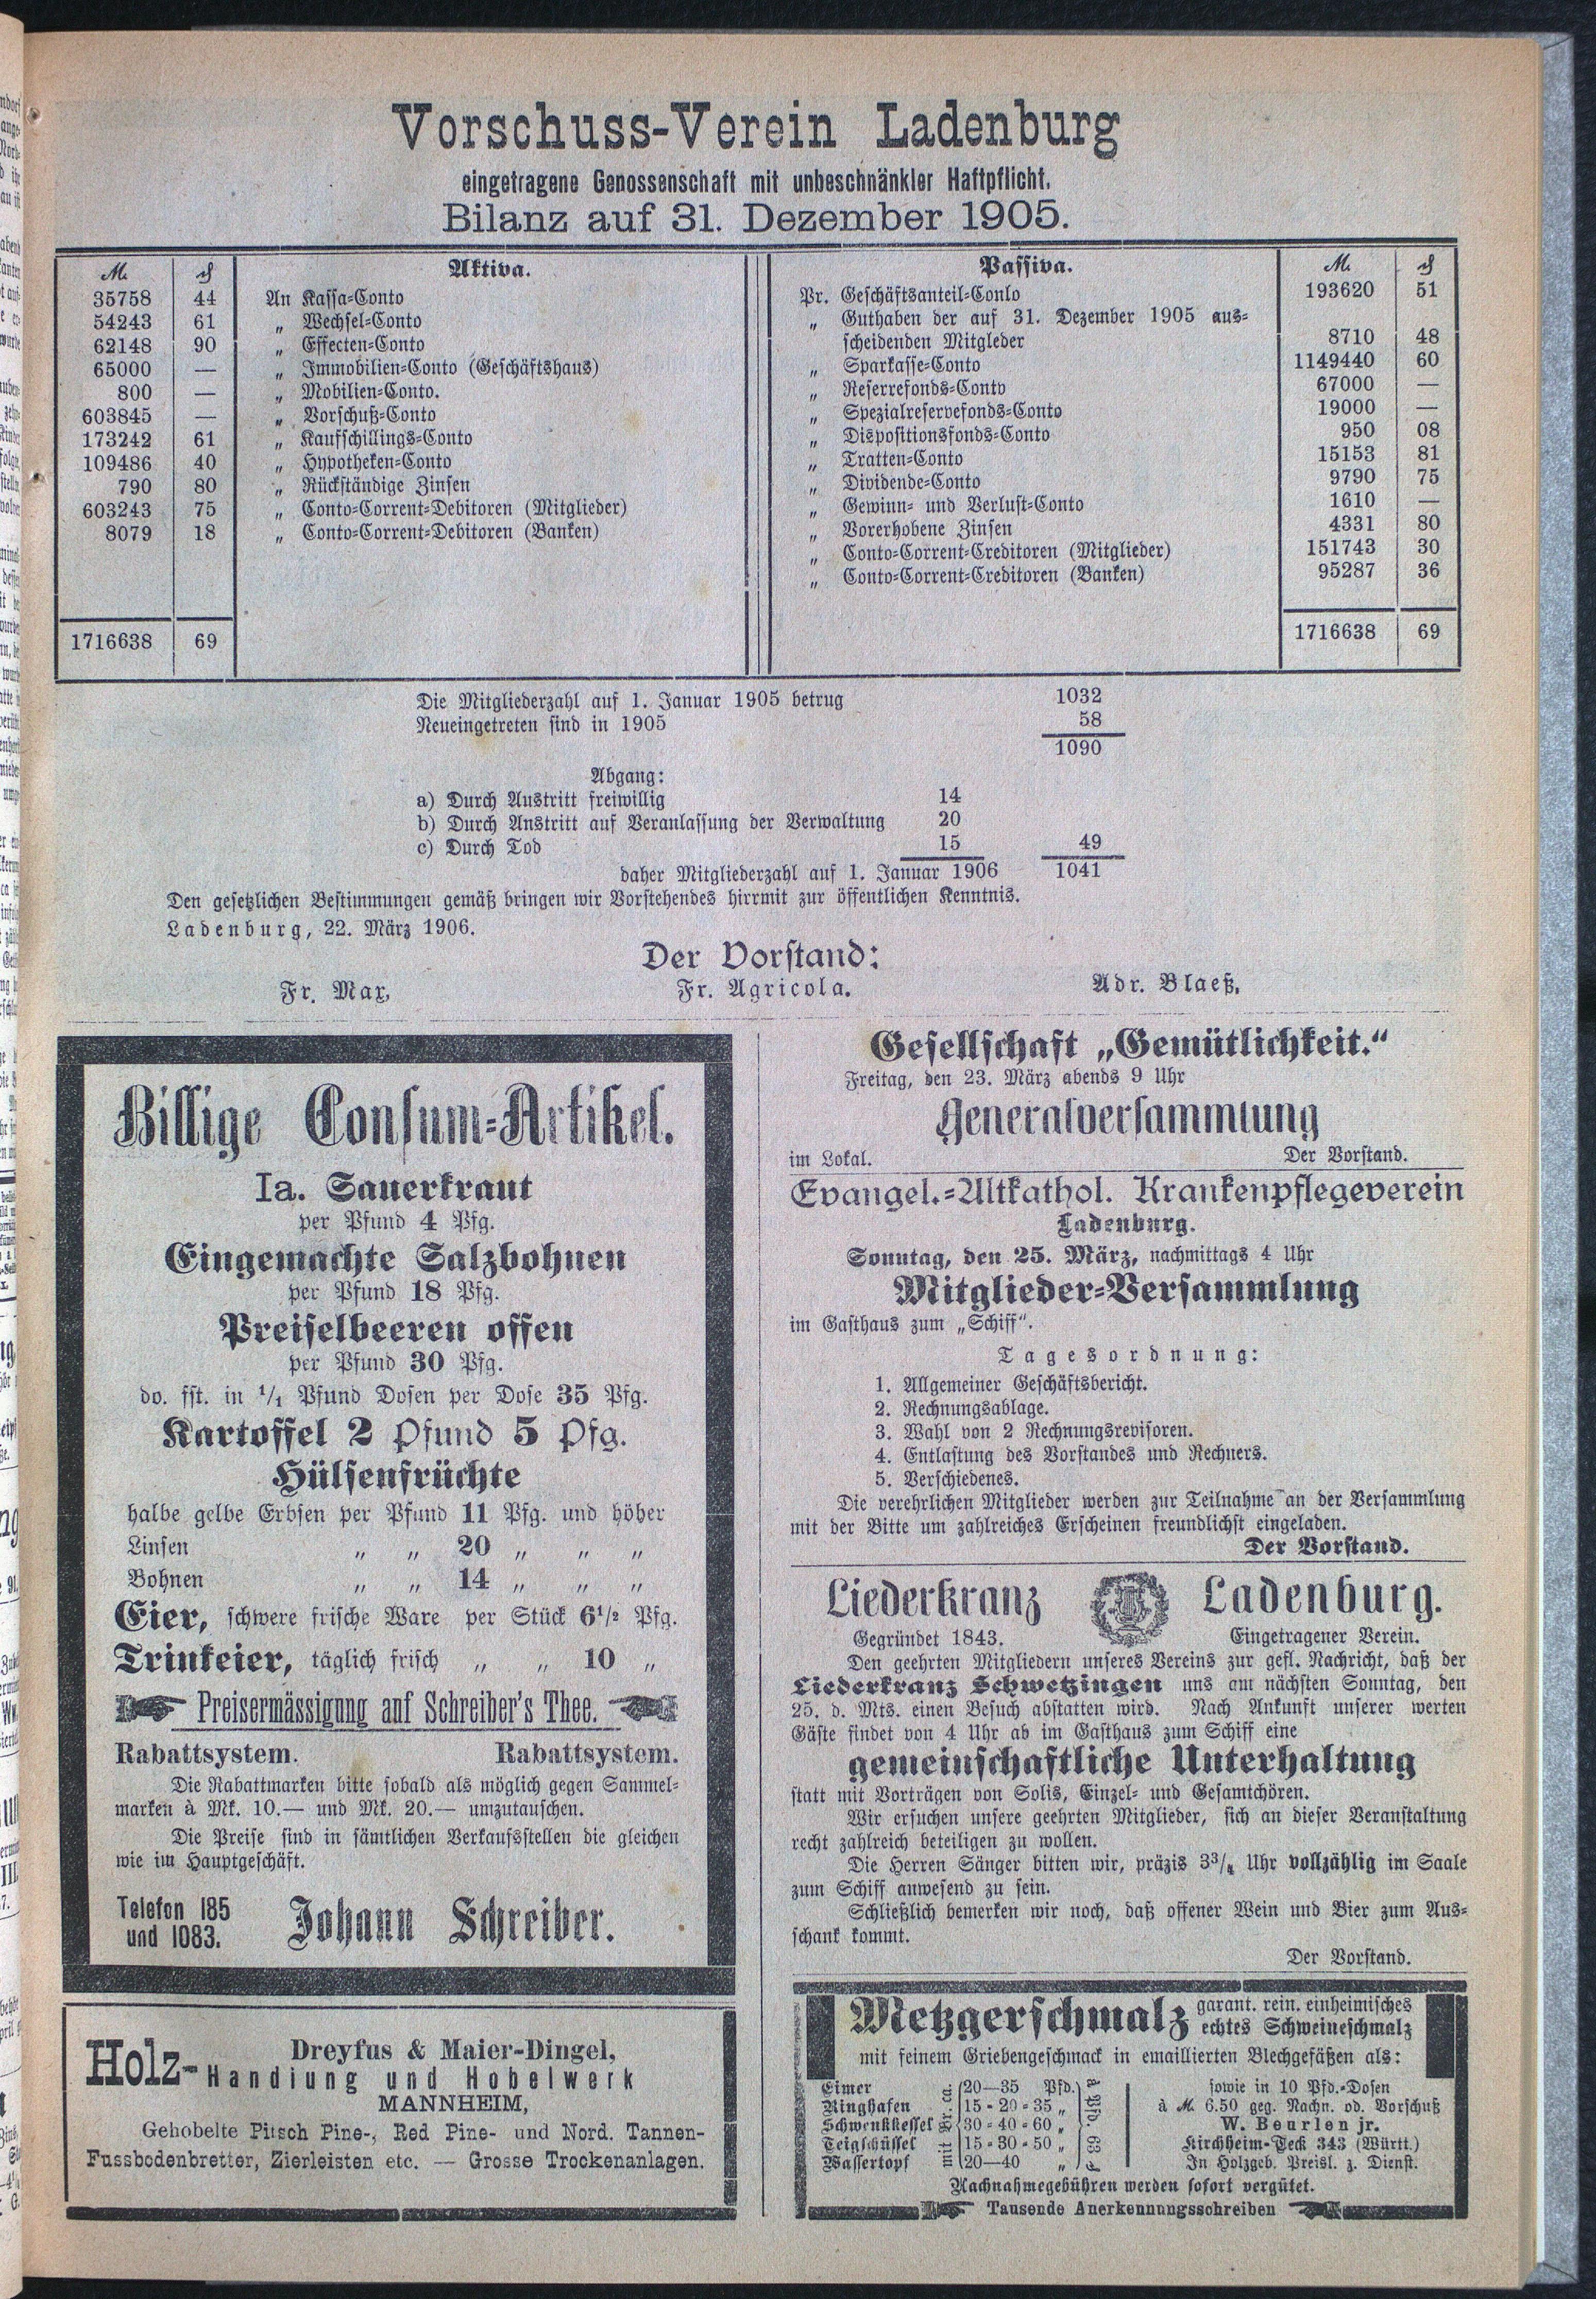 Vorschuss-Verein Ladenburg
eingetragene Genossenschaft mit unbeschnänkler Haftpflicht.
Bilanz auf 31. Dezember 1905.
M. ₰ Aktiva.
35758 44 An Kassa-Conto
54243 61 „ Wechsel-Conto
62148 90 „ Effecten-Conto
65000 — „ Immobilien-Conto (Geschäftshaus)
800 — „ Mobilien-Conto.
603845 — „ Vorschuß-Conto
173242 61 „ Kaufschillings-Conto
109486 40 „ Hypotheken-Conto
790 80 „ Rückständige Zinsen
603243 75 „ Conto-Corrent-Debitoren (Mitglieder)
8079 18 „ Conto-Corrent-Debitoren (Banken)
1716638 69
Passiva. M. ₰
Pr. Geschäftsanteil-Conlo 193620 51
„ Guthaben der auf 31. Dezember 1905 aus-
scheidenden Mitgleder 8710 48
„ Sparkasse-Conto 1149440 60
„ Reserrefonds-Conto 67000 —
„ Spezialreservefonds-Conto 19000 —
„ Dispositionsfonds-Conto 950 08
„ Tratten-Conto 15153 81
„ Dividende-Conto 9790 75
„ Gewinn- und Verlust-Conto 1610 —
„ Vorerhobene Zinsen 4331 80
„ Conto-Corrent-Creditoren (Mitglieder) 151743 30
„ Conto-Corrent-Creditoren (Banken) 95287 36
1716638 69
Die Mitgliederzahl auf 1. Januar 1905 betrug 1032
Neueingetreten sind in 1905 58
1090
Abgang:
a) Durch Austritt freiwillig 14
b) Durch Anstritt auf Veranlassung der Verwaltung 20
c) Durch Tod 15 49
daher Mitgliederzahl auf 1. Januar 1906 1041
Den gesetzlichen Bestimmungen gemäß bringen wir Vorstehendes hirrmit zur öffentlichen Kenntnis.
Ladenburg, 22. März 1906.
Der Vorstand:
Fr. Max, Fr. Agricola. Adr. Blaeß,
Billige Consum-Artikel.
Ia. Sauerkraut
per Pfund 4 Pfg.
Eingemachte Salzbohnen
per Pfund 18 Pfg.
Preiselbeeren offen
per Pfund 30 Pfg.
do. fst. in 1/1 Pfund Dosen per Dose 35 Pfg.
Kartoffel 2 Pfund 5 Pfg.
Hülsenfrüchte
halbe gelbe Erbsen per Pfund 11 Pfg. und höber
Linsen „ „ 20 „ „ „
Bohnen „ „ 14 „ „ „
Eier, schwere frische Ware per Stück 6 1/2 Pfg.
Trinkeier, täglich frisch „ „ 10 „
Preisermässigung auf Schreiber's Thee.
Rabattsystem. Rabattsystem.
Die Rabattmarken bitte sobald als möglich gegen Sammel-
marken à Mk. 10.— und Mk. 20.— umzutauschen.
Die Preise sind in sämtlichen Verkaufsstellen die gleichen
wie im Hauptgeschäft.
Telefon 185
und 1083.
Johann Schreiber.
Dreyfus & Maier-Dingel,
Holz-Handlung und Hobelwerk
MANNHEIM,
Gehobelte Pitsch Pine-, Red Pine- und Nord. Tannen-
Fussbodenbretter, Zierleisten etc. — Grosse Trockenanlagen.
Gesellschaft „Gemütlichkeit.“
Freitag, den 23. März abends 9 Uhr
Generalversammlung
im Lokal. Der Vorstand.
Evangel.-Altkathol. Krankenpflegeverein
Ladenburg.
Sonntag, den 25. März, nachmittags 4 Uhr
Mitglieder-Versammlung
im Gasthaus zum „Schiff“.
Tagesordnung:
1. Allgemeiner Geschäftsbericht.
2. Rechnungsablage.
3. Wahl von 2 Rechnungsrevisoren.
4. Entlastung des Vorstandes und Rechners.
5. Verschiedenes.
Die verehrlichen Mitglieder werden zur Teilnahme an der Versammlung
mit der Bitte um zahlreiches Erscheinen freundlichst eingeladen.
Der Vorstand.
Liederkranz Ladenburg.
Gegründet 1843. Eingetragener Verein.
Den geehrten Mitgliedern unseres Vereins zur gefl. Nachricht, daß der
Liederkranz Schwetzingen uns am nächsten Sonntag, den
25. d. Mts. einen Besuch abstatten wird. Nach Ankunft unserer werten
Gäste findet von 4 Uhr ab im Gasthaus zum Schiff eine
gemeinschaftliche Unterhaltung
statt mit Vorträgen von Solis, Einzel- und Gesamtchören.
Wir ersuchen unsere geehrten Mitglieder, sich an dieser Veranstaltung
recht zahlreich beteiligen zu wollen.
Die Herren Sänger bitten wir, präzis 3 3/4 Uhr vollzählig im Saale
zum Schiff anwesend zu sein.
Schließlich bemerken wir noch, daß offener Wein und Bier zum Aus-
schank kommt.
Der Vorstand.
Metzgerschmalz garant. rein. einheimisches
echtes Schweineschmalz
mit feinem Griebengeschmack in emaillierten Blechgefäßen als:
Eimer 20—35 Pfd.
Ringhafen 15-20-35 „
Schwenkkessel 30-40-60 „
Teigschüssel 15-30-50 „
Wassertopf 20—40 „
mit Br. ca.
sowie in 10 Pfd.-Dosen
à M. 6.50 geg. Nachn. od. Vorschuß
W. Beurlen jr.
Kirchheim-Teck 343 (Württ.)
In Holzgeb. Preisl. z. Dienst.
Nachnahmegebühren werden sofort vergütet.
Tausende Anerkennungsschreiben